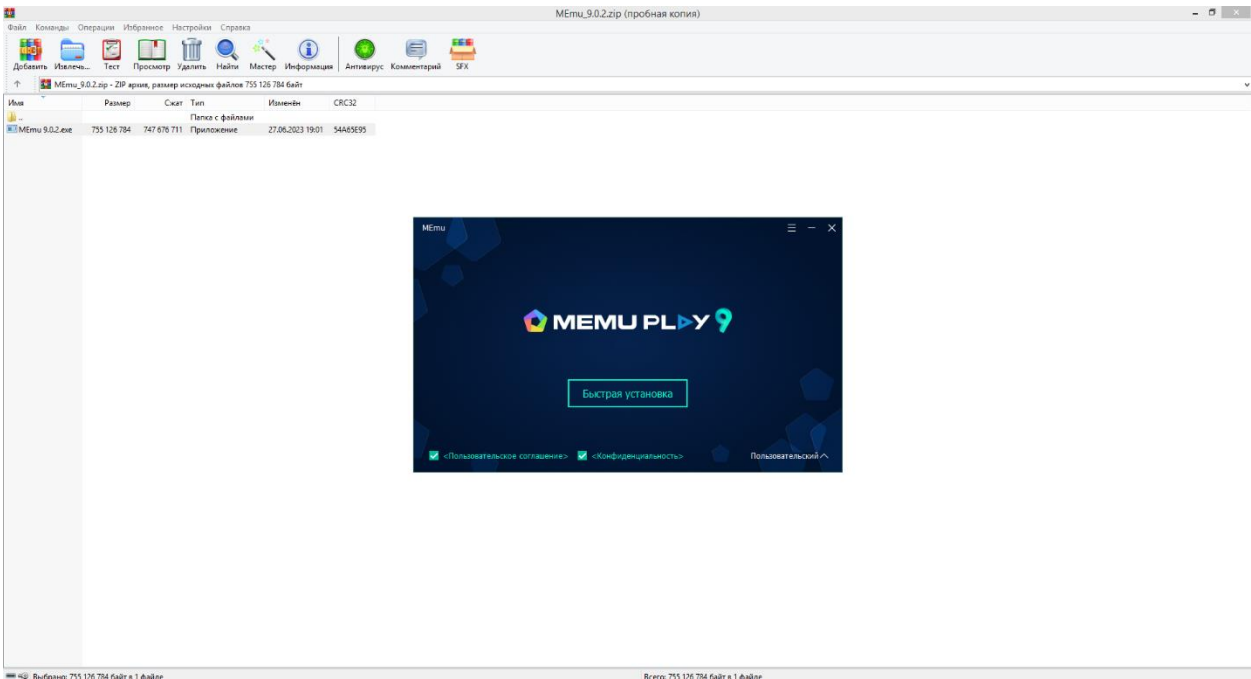 MEmu_9.0.2.zip (пробная копия)
Файл Команды Операции Избранное Настройки Справка
Добавить Извлечь... Тест Просмотр Удалить Найти Мастер Информация Антивирус Комментарий SFX
MEmu_9.0.2.zip - ZIP архив, размер исходных файлов 755 126 784 байт
Имя Размер Сжат Тип Изменён CRC32
.. Папка с файлами
MEmu 9.0.2.exe 755 126 784 747 676 711 Приложение 27.06.2023 19:01 54A65E95
MEmu
MEMU PLAY 9
Быстрая установка
<Пользовательское соглашение> <Конфиденциальность> Пользовательский
Выбрано: 755 126 784 байт в 1 файле Всего: 755 126 784 байт в 1 файле